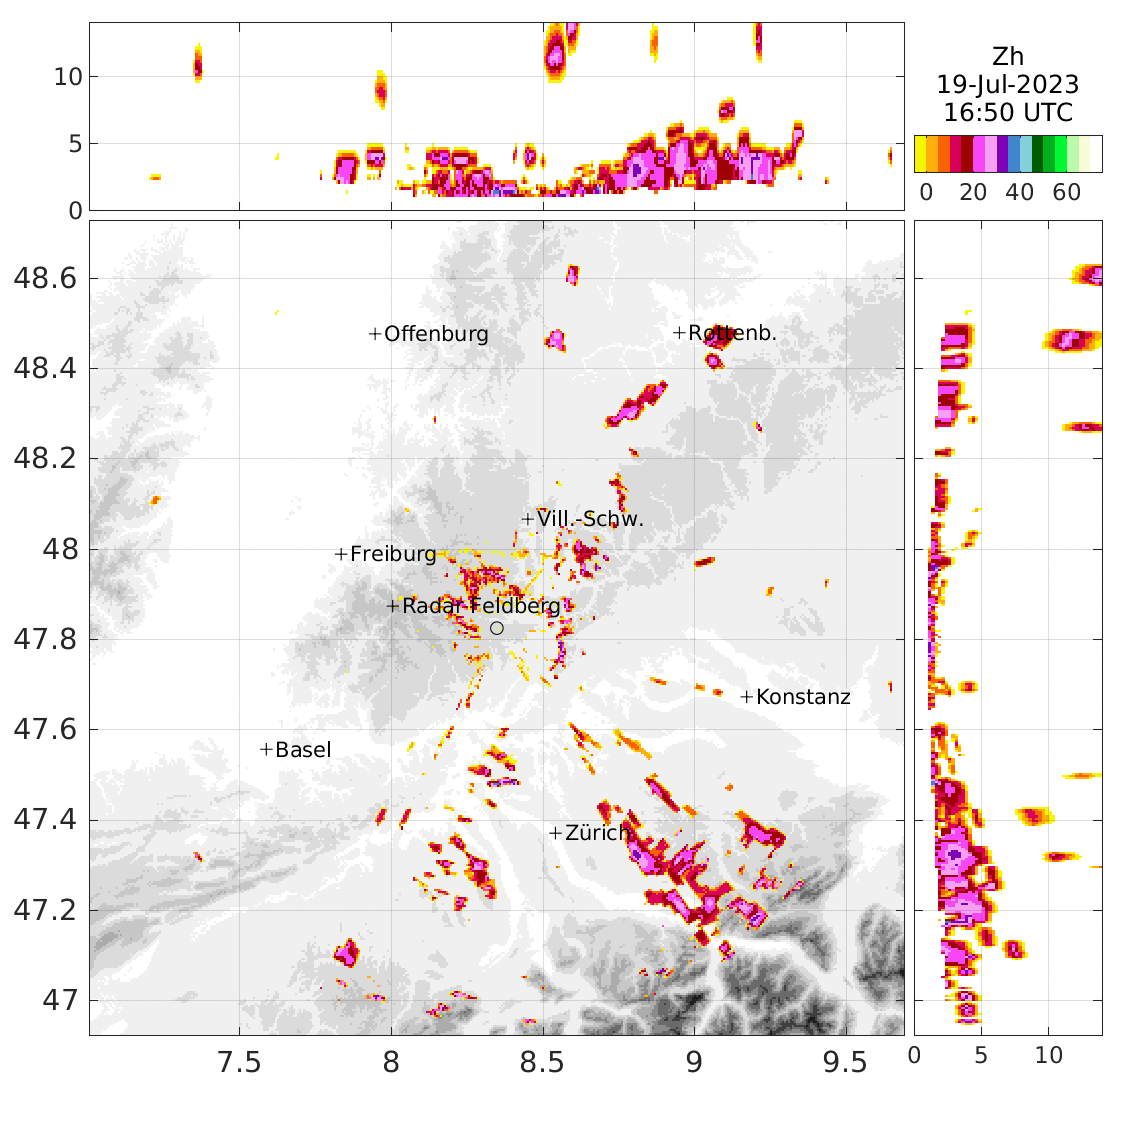 10
5
0
Zh
19-Jul-2023
16:50 UTC
0 20 40 60
48.6
+Offenburg
+Rottenb.
48.4
48.2
+Vill.-Schw.
48
+Freiburg
+Radar-Feldberg
47.8
+Konstanz
47.6
+Basel
47.4
+Zürich
47.2
47
7.5 8 8.5 9 9.5
0 5 10